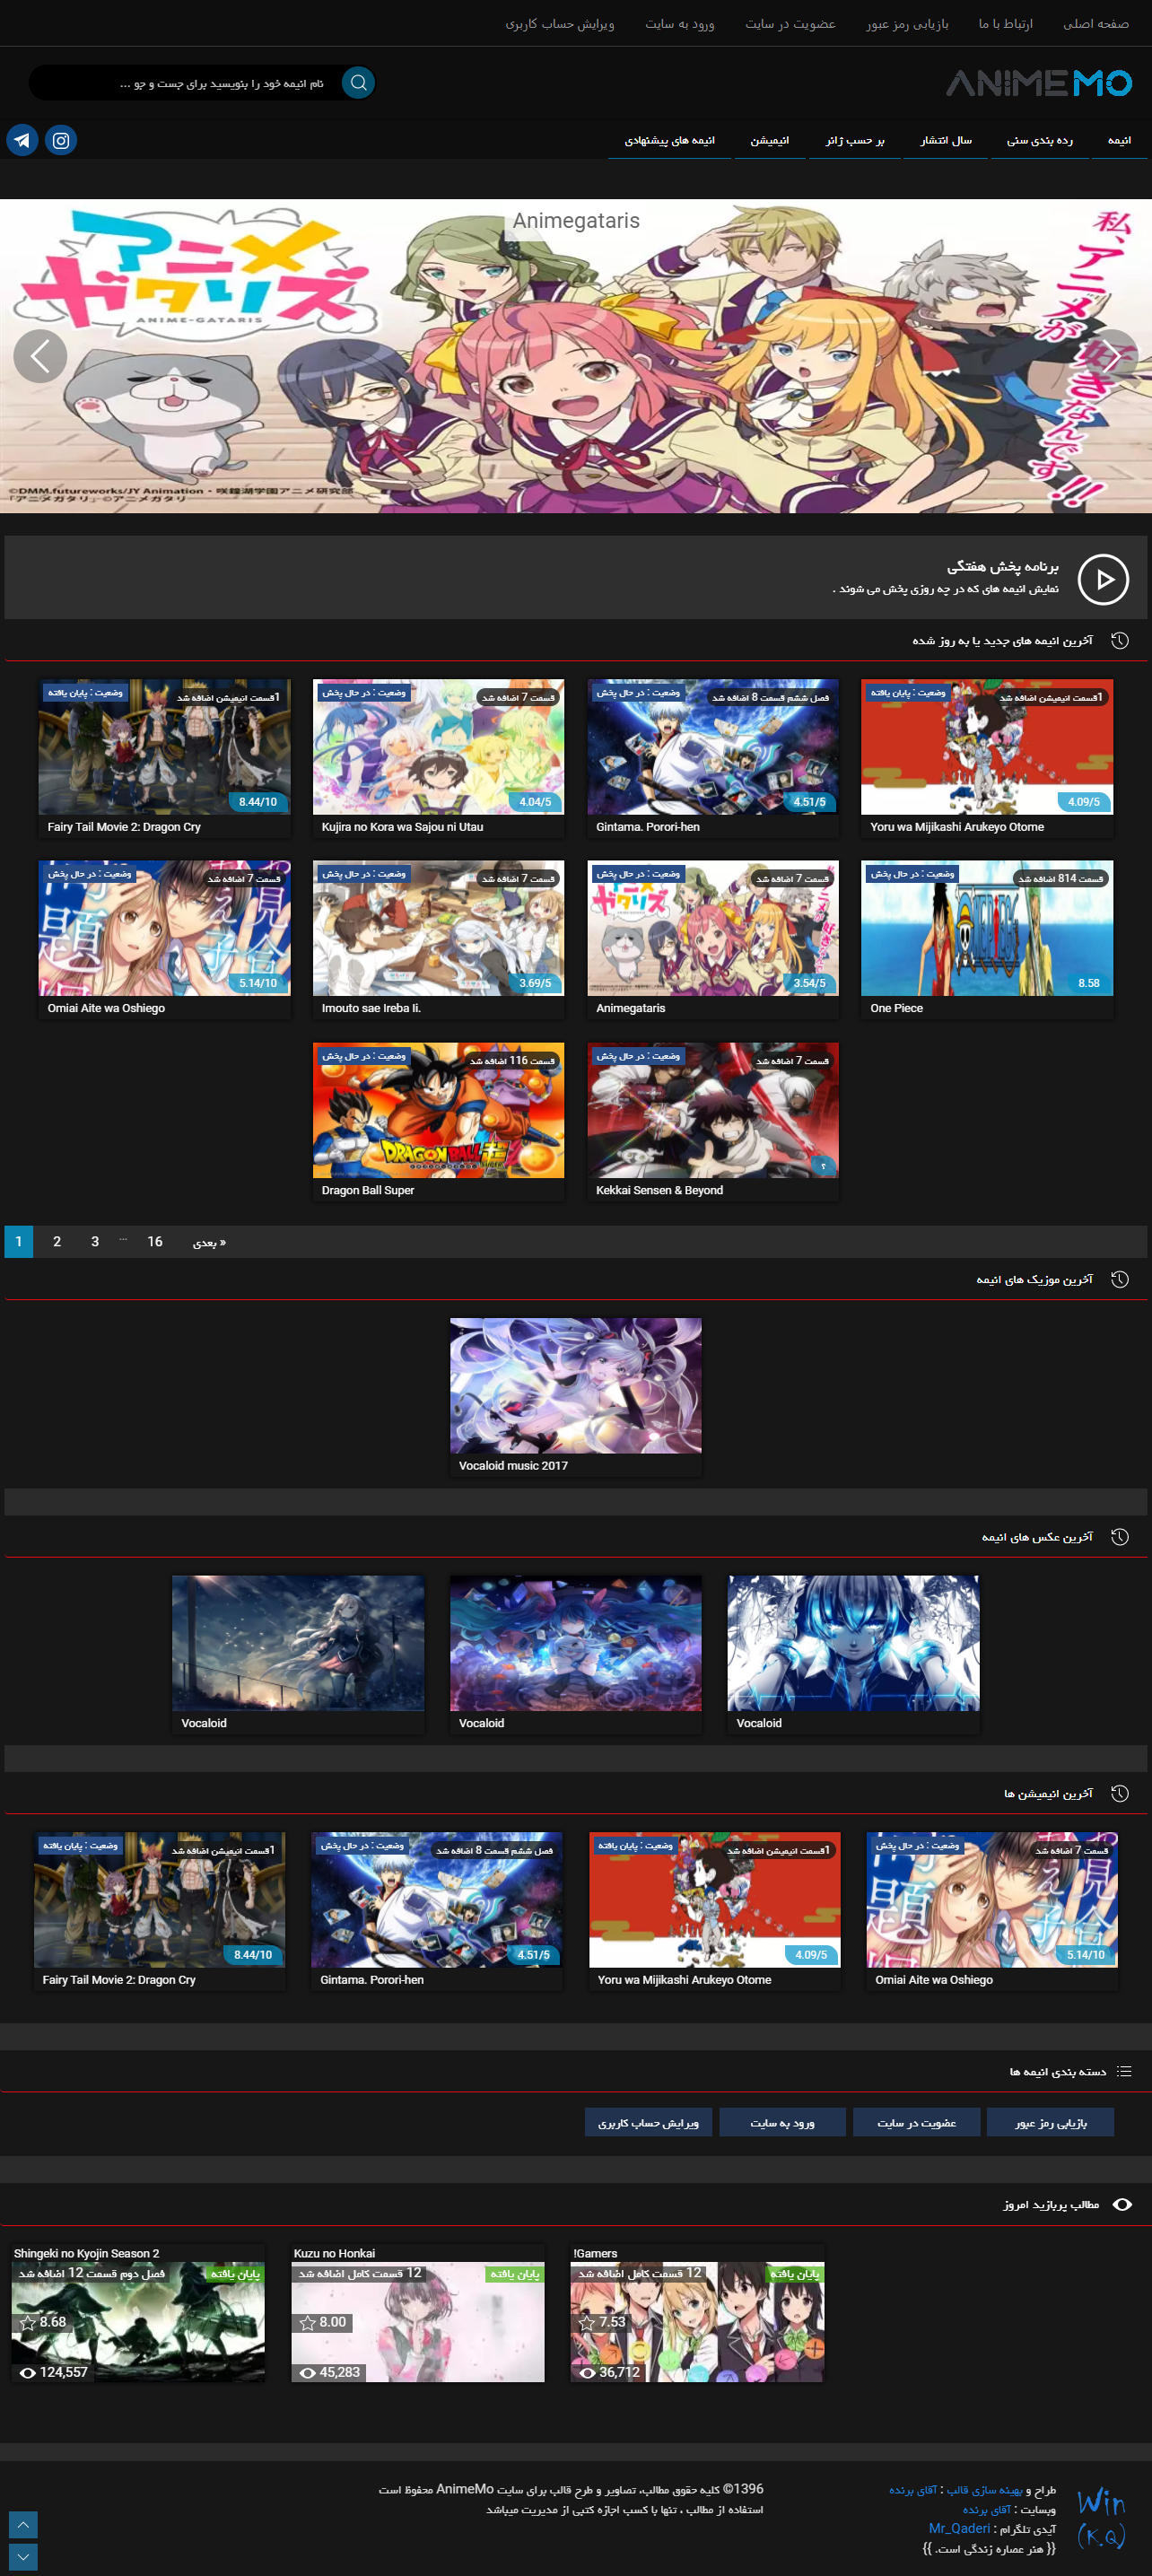 صفحه اصلی
ارتباط با ما
بازیابی رمز عبور
عضویت در سایت
ورود به سایت
ویرایش حساب کاربری
ANIMEMO
نام انیمه خود را بنویسید برای جست و جو ...
انیمه
رده بندی سنی
سال انتشار
بر حسب ژانر
انیمیشن
انیمه های پیشنهادی
Animegataris
アニメガタリズ
ANIME-GATARIS
私、アニメが好きなんです!!!
برنامه پخش هفتگی
نمایش انیمه های که در چه روزی پخش می شوند .
آخرین انیمه های جدید یا به روز شده
1قسمت انیمیشن اضافه شد
وضعیت : پایان یافته
4.09/5
Yoru wa Mijikashi Arukeyo Otome
فصل ششم قسمت 8 اضافه شد
وضعیت : در حال پخش
4.51/5
Gintama. Porori-hen
قسمت 7 اضافه شد
وضعیت : در حال پخش
4.04/5
Kujira no Kora wa Sajou ni Utau
1قسمت انیمیشن اضافه شد
وضعیت : پایان یافته
8.44/10
Fairy Tail Movie 2: Dragon Cry
قسمت 814 اضافه شد
وضعیت : در حال پخش
8.58
One Piece
قسمت 7 اضافه شد
وضعیت : در حال پخش
3.54/5
Animegataris
قسمت 7 اضافه شد
وضعیت : در حال پخش
3.69/5
Imouto sae Ireba Ii.
قسمت 7 اضافه شد
وضعیت : در حال پخش
5.14/10
Omiai Aite wa Oshiego
قسمت 7 اضافه شد
وضعیت : در حال پخش
؟
Kekkai Sensen & Beyond
قسمت 116 اضافه شد
وضعیت : در حال پخش
DRAGONBALL
Dragon Ball Super
1 2 3 ... 16 بعدی »
آخرین موزیک های انیمه
Vocaloid music 2017
آخرین عکس های انیمه
Vocaloid
Vocaloid
Vocaloid
آخرین انیمیشن ها
قسمت 7 اضافه شد
وضعیت : در حال پخش
5.14/10
Omiai Aite wa Oshiego
1قسمت انیمیشن اضافه شد
وضعیت : پایان یافته
4.09/5
Yoru wa Mijikashi Arukeyo Otome
فصل ششم قسمت 8 اضافه شد
وضعیت : در حال پخش
4.51/5
Gintama. Porori-hen
1قسمت انیمیشن اضافه شد
وضعیت : پایان یافته
8.44/10
Fairy Tail Movie 2: Dragon Cry
دسته بندی انیمه ها
بازیابی رمز عبور
عضویت در سایت
ورود به سایت
ویرایش حساب کاربری
مطالب پربازید امروز
!Gamers
پایان یافته
12 قسمت کامل اضافه شد
7.53
36,712
Kuzu no Honkai
پایان یافته
12 قسمت کامل اضافه شد
8.00
45,283
Shingeki no Kyojin Season 2
پایان یافته
فصل دوم قسمت 12 اضافه شد
8.68
124,557
Win
(K.Q)
طراح و بهینه سازی قالب : آقای برنده
وبسایت : آقای برنده
آیدی تلگرام : Mr_Qaderi
{{ هنر عصاره زندگی است. }}
1396© کلیه حقوق مطالب، تصاویر و طرح قالب برای سایت AnimeMo محفوظ است
استفاده از مطالب ، تنها با کسب اجازه کتبی از مدیریت میباشد